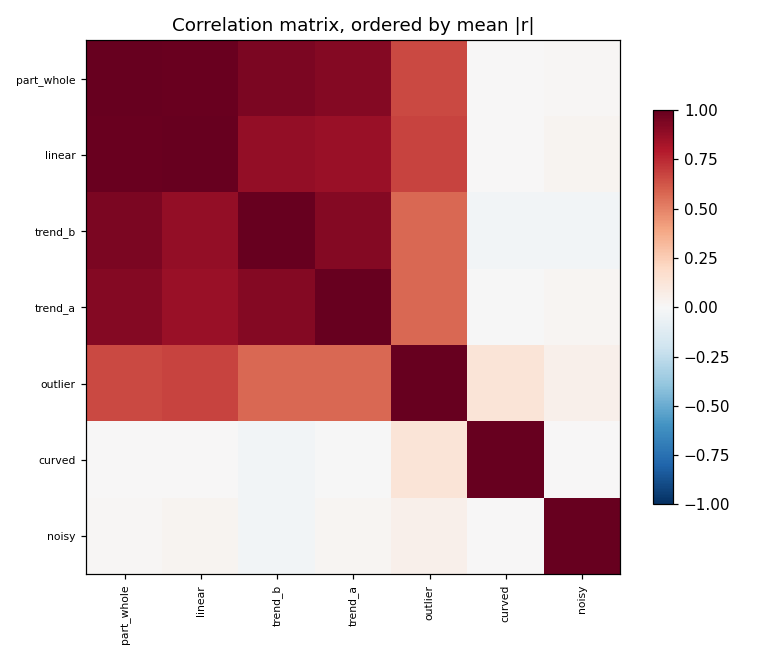 Correlation matrix, ordered by mean |r|
part_whole
linear
trend_b
trend_a
outlier
curved
noisy
part_whole
linear
trend_b
trend_a
outlier
curved
noisy
1.00
0.75
0.50
0.25
0.00
−0.25
−0.50
−0.75
−1.00